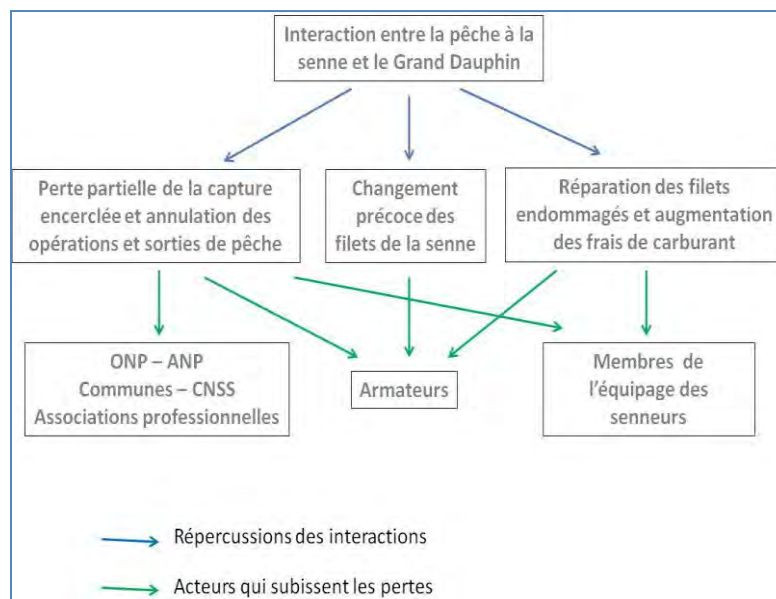 Interaction entre la pêche à la
senne et le Grand Dauphin
Perte partielle de la capture
encerclée et annulation des
opérations et sorties de pêche
Changement
précoce des
filets de la senne
Réparation des filets
endommagés et augmentation
des frais de carburant
ONP – ANP
Communes – CNSS
Associations professionnelles
Armateurs
Membres de
l'équipage des
senneurs
Répercussions des interactions
Acteurs qui subissent les pertes